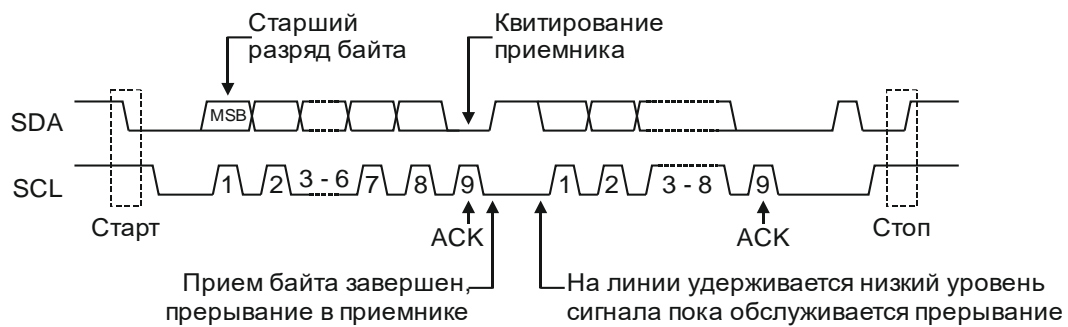 Старший
разряд байта
Квитирование
приемника
SDA
MSB
SCL
1 2 3 - 6 7 8 9 1 2 3 - 8 9
Старт
ACK
ACK
Стоп
Прием байта завершен,
прерывание в приемнике
На линии удерживается низкий уровень
сигнала пока обслуживается прерывание